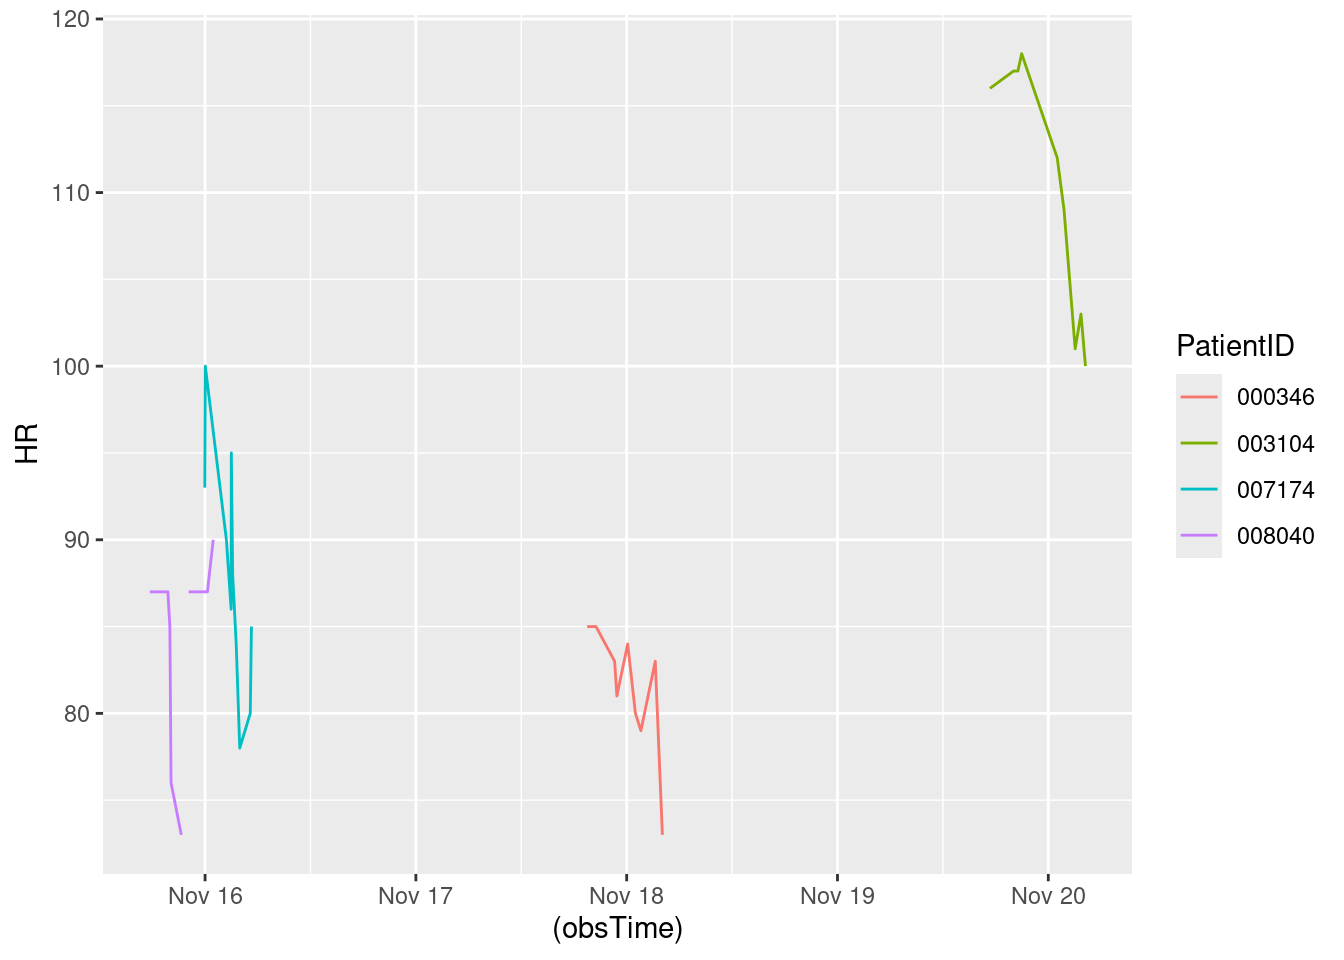 120
110
100
90
80
HR
Nov 16
Nov 17
Nov 18
Nov 19
Nov 20
(obsTime)
PatientID
000346
003104
007174
008040